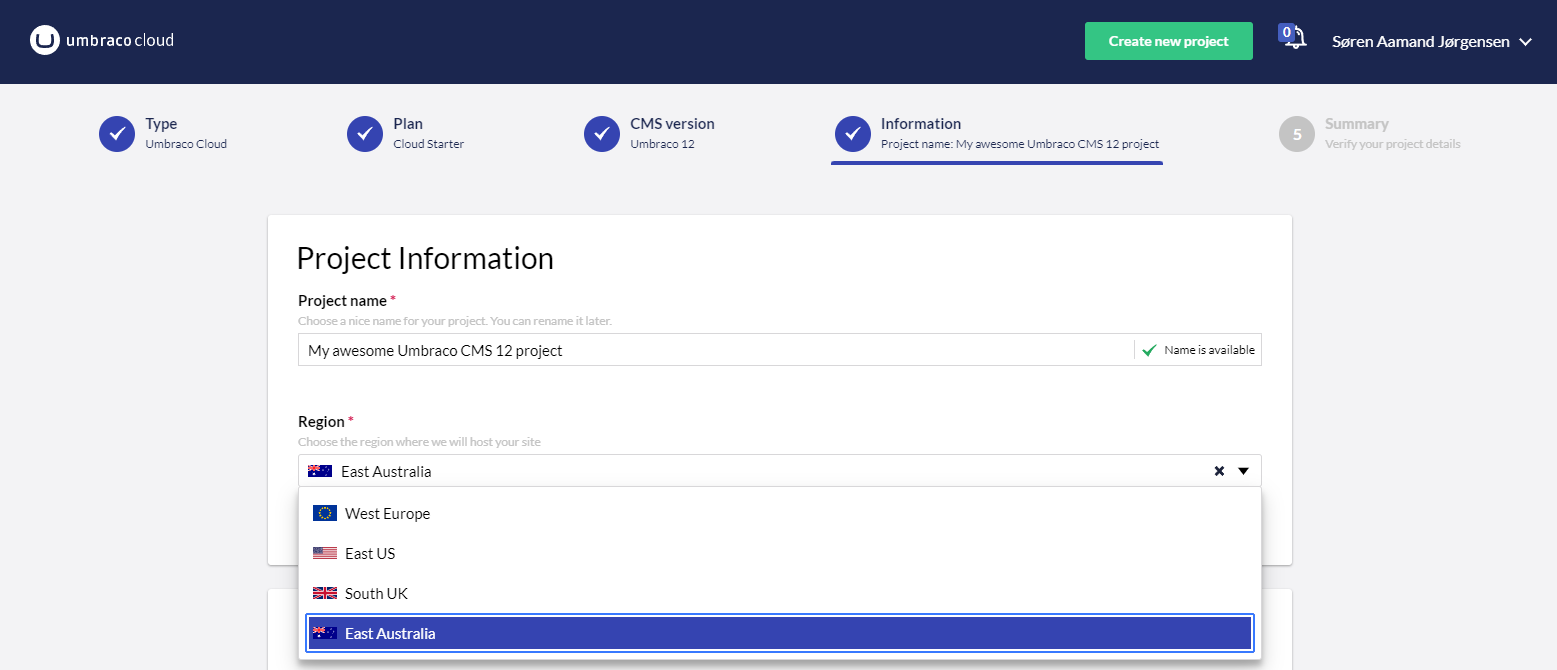 umbraco cloud
Create new project
0
Søren Aamand Jørgensen
Type
Umbraco Cloud
Plan
Cloud Starter
CMS version
Umbraco 12
Information
Project name: My awesome Umbraco CMS 12 project
5
Summary
Verify your project details
Project Information
Project name *
Choose a nice name for your project. You can rename it later.
My awesome Umbraco CMS 12 project
Name is available
Region *
Choose the region where we will host your site
East Australia
West Europe
East US
South UK
East Australia